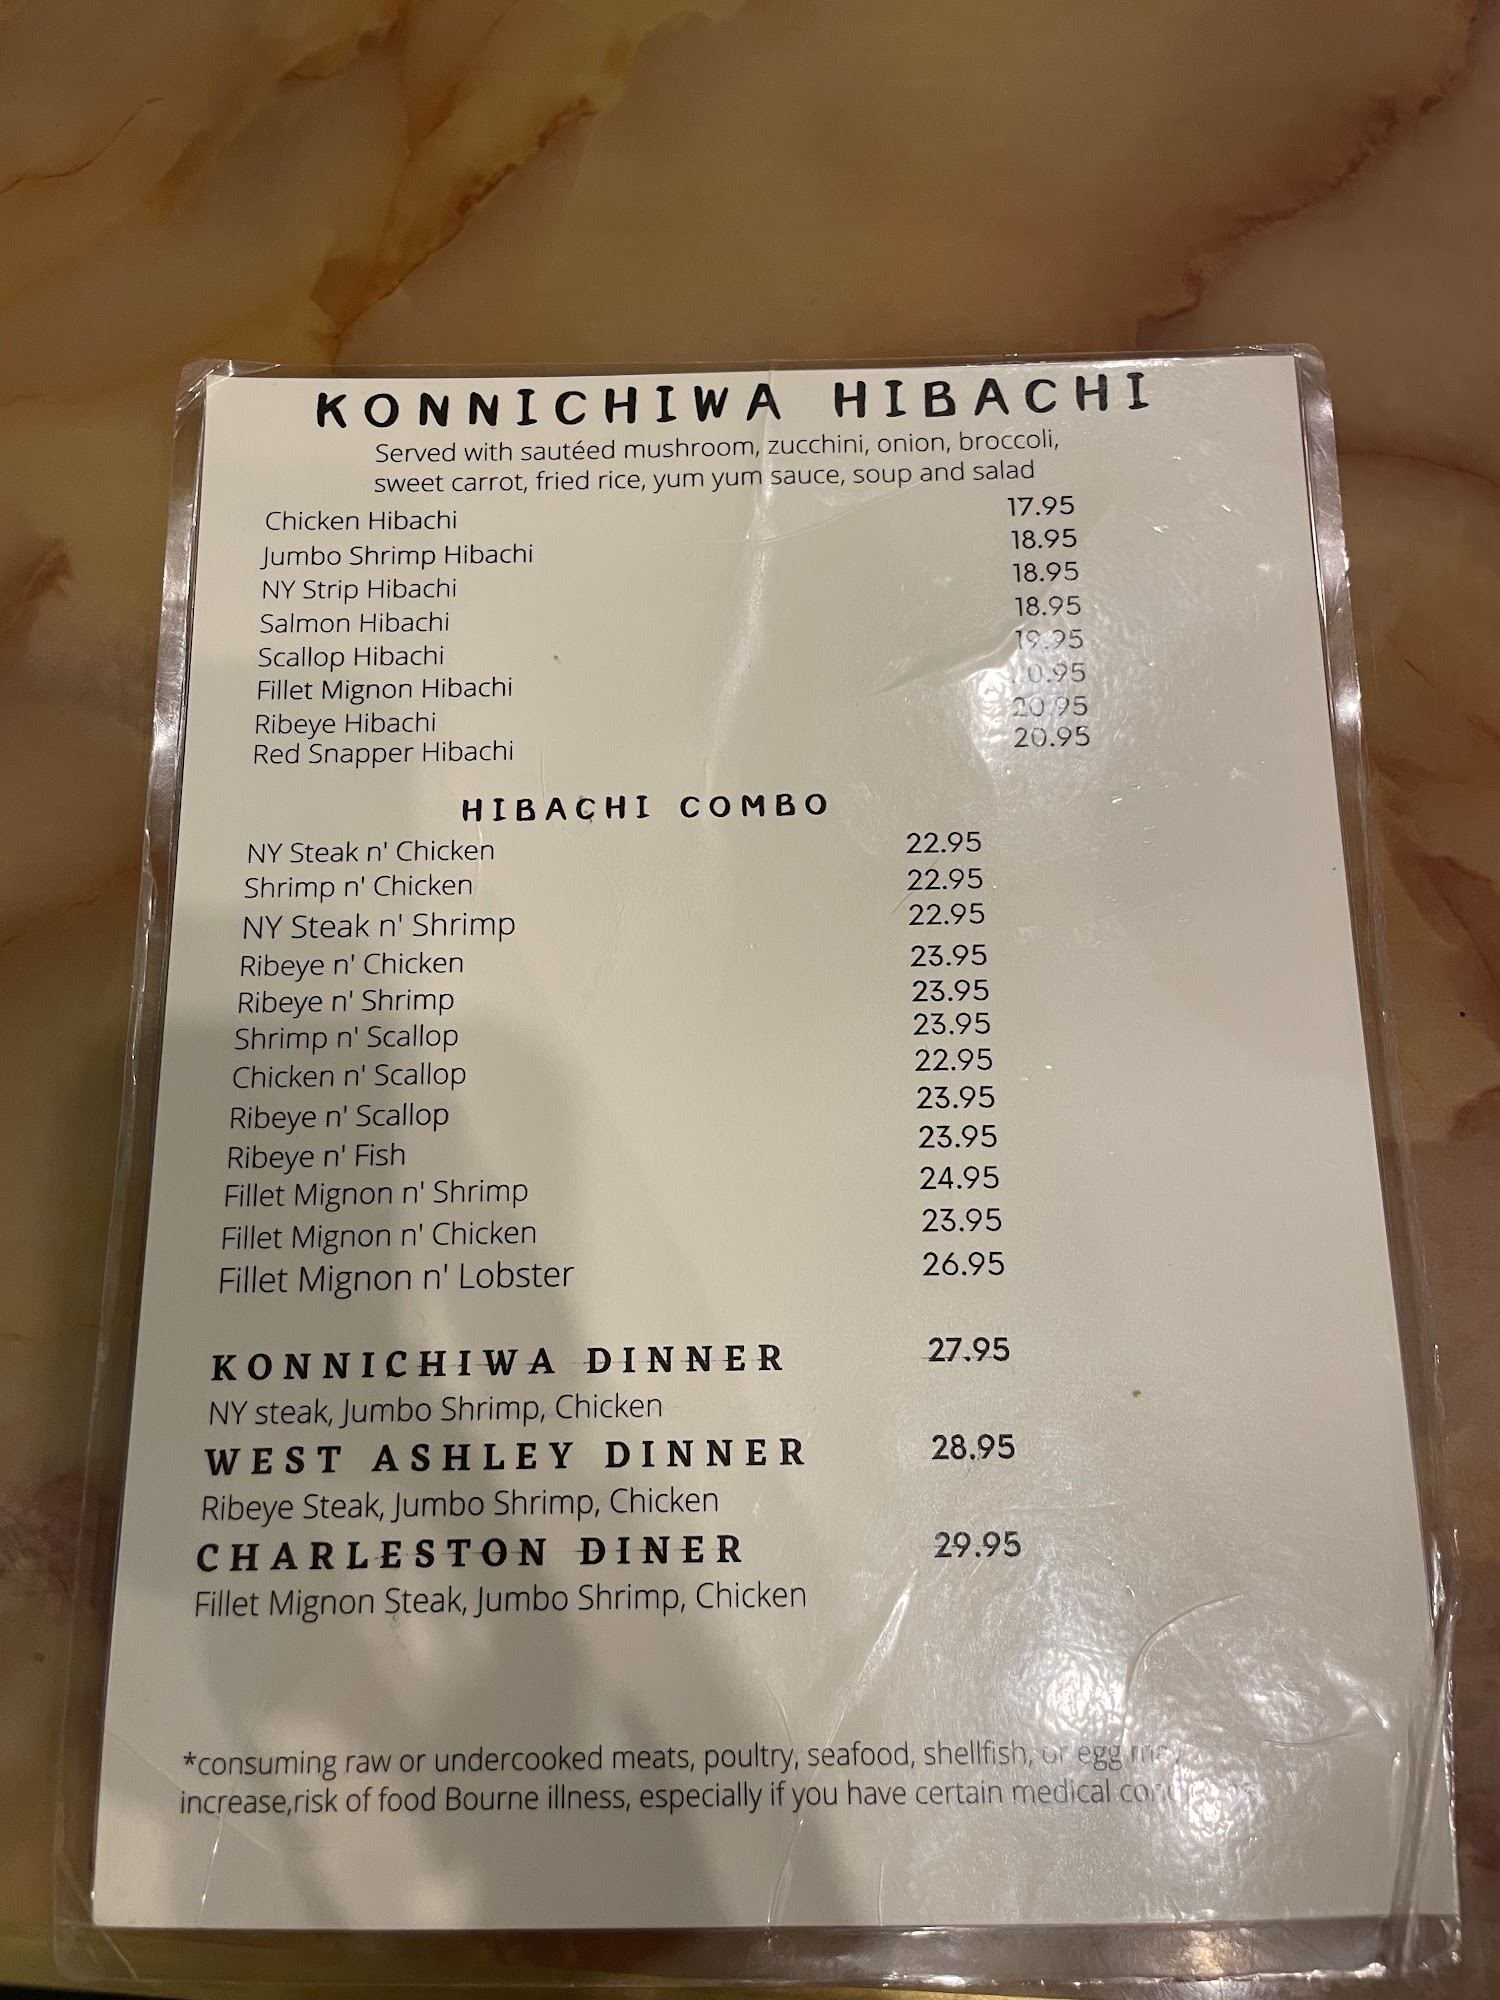 KONNICHIWA HIBACHI
Served with sautéed mushroom, zucchini, onion, broccoli,
sweet carrot, fried rice, yum yum sauce, soup and salad
Chicken Hibachi 17.95
Jumbo Shrimp Hibachi 18.95
NY Strip Hibachi 18.95
Salmon Hibachi 18.95
Scallop Hibachi 19.95
Fillet Mignon Hibachi
Ribeye Hibachi 20.95
Red Snapper Hibachi 20.95
HIBACHI COMBO
NY Steak n' Chicken 22.95
Shrimp n' Chicken 22.95
NY Steak n' Shrimp 22.95
Ribeye n' Chicken 23.95
Ribeye n' Shrimp 23.95
Shrimp n' Scallop 23.95
Chicken n' Scallop 22.95
Ribeye n' Scallop 23.95
Ribeye n' Fish 23.95
Fillet Mignon n' Shrimp 24.95
Fillet Mignon n' Chicken 23.95
Fillet Mignon n' Lobster 26.95
KONNICHIWA DINNER 27.95
NY steak, Jumbo Shrimp, Chicken
WEST ASHLEY DINNER 28.95
Ribeye Steak, Jumbo Shrimp, Chicken
CHARLESTON DINER 29.95
Fillet Mignon Steak, Jumbo Shrimp, Chicken
*consuming raw or undercooked meats, poultry, seafood, shellfish, or egg
increase,risk of food Bourne illness, especially if you have certain medical